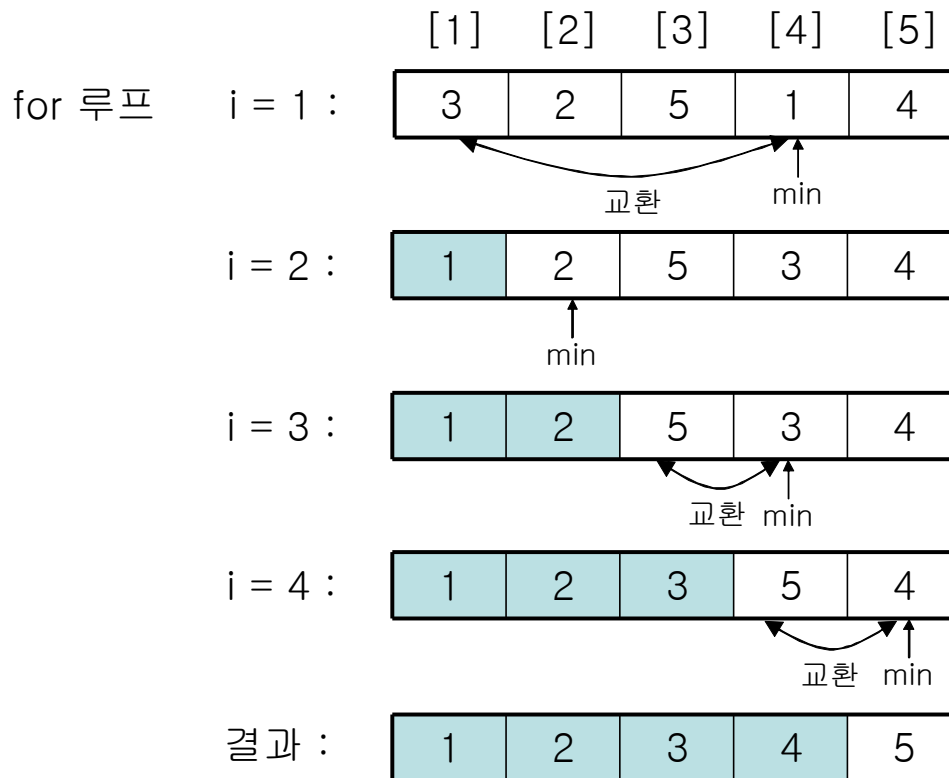 [1] [2] [3] [4] [5]
for 루프 i = 1 : 3 2 5 1 4
교환 min
i = 2 : 1 2 5 3 4
min
i = 3 : 1 2 5 3 4
교환 min
i = 4 : 1 2 3 5 4
교환 min
결과 : 1 2 3 4 5